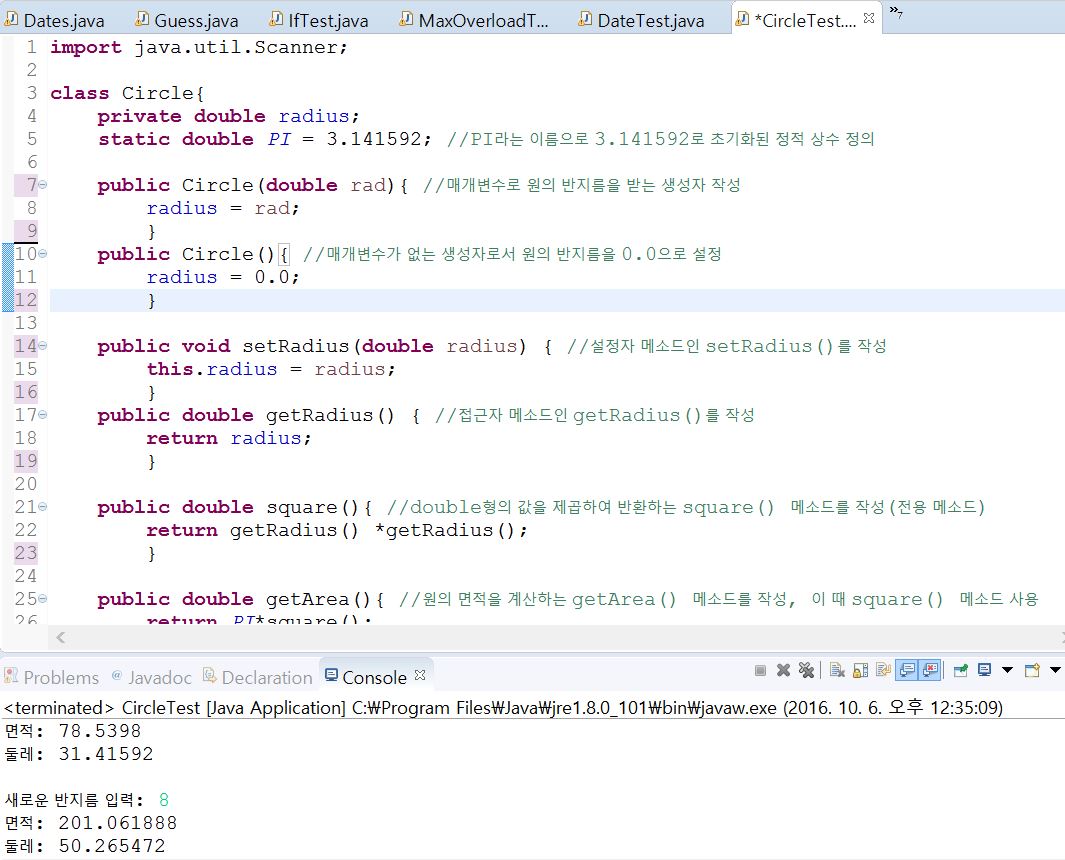 Dates.java Guess.java IfTest.java MaxOverloadT... DateTest.java *CircleTest.... »7
1 import java.util.Scanner;
2
3 class Circle{
4 private double radius;
5 static double PI = 3.141592; //PI라는 이름으로 3.141592로 초기화된 정적 상수 정의
6
7 public Circle(double rad){ //매개변수로 원의 반지름을 받는 생성자 작성
8 radius = rad;
9 }
10 public Circle(){ //매개변수가 없는 생성자로서 원의 반지름을 0.0으로 설정
11 radius = 0.0;
12 }
13
14 public void setRadius(double radius) { //설정자 메소드인 setRadius()를 작성
15 this.radius = radius;
16 }
17 public double getRadius() { //접근자 메소드인 getRadius()를 작성
18 return radius;
19 }
20
21 public double square(){ //double형의 값을 제곱하여 반환하는 square() 메소드를 작성(전용 메소드)
22 return getRadius() *getRadius();
23 }
24
25 public double getArea(){ //원의 면적을 계산하는 getArea() 메소드를 작성, 이 때 square() 메소드 사용
26 return PI*square();
Problems @ Javadoc Declaration Console
<terminated> CircleTest [Java Application] C:₩Program Files₩Java₩jre1.8.0_101₩bin₩javaw.exe (2016. 10. 6. 오후 12:35:09)
면적: 78.5398
둘레: 31.41592

새로운 반지름 입력: 8
면적: 201.061888
둘레: 50.265472